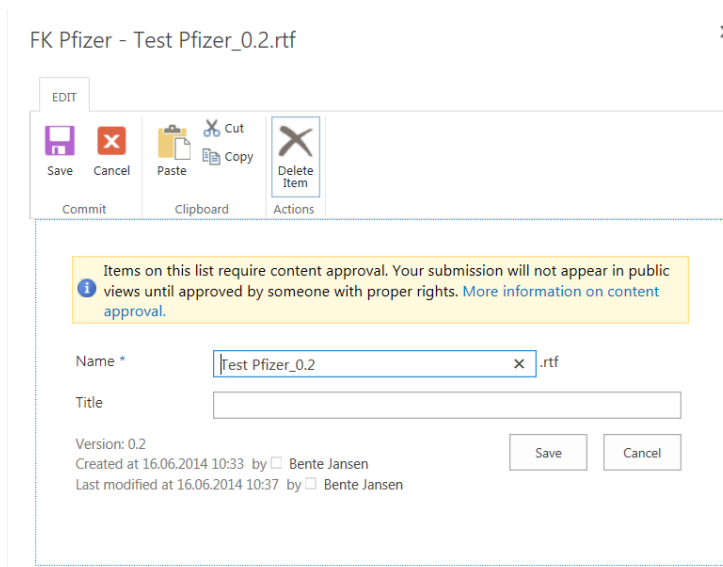 FK Pfizer - Test Pfizer_0.2.rtf
EDIT
Save
Cancel
Paste
Cut
Copy
Delete
Item
Commit
Clipboard
Actions
Items on this list require content approval. Your submission will not appear in public
views until approved by someone with proper rights. More information on content
approval.
Name *
Test Pfizer_0.2
.rtf
Title
Version: 0.2
Created at 16.06.2014 10:33 by Bente Jansen
Last modified at 16.06.2014 10:37 by Bente Jansen
Save
Cancel